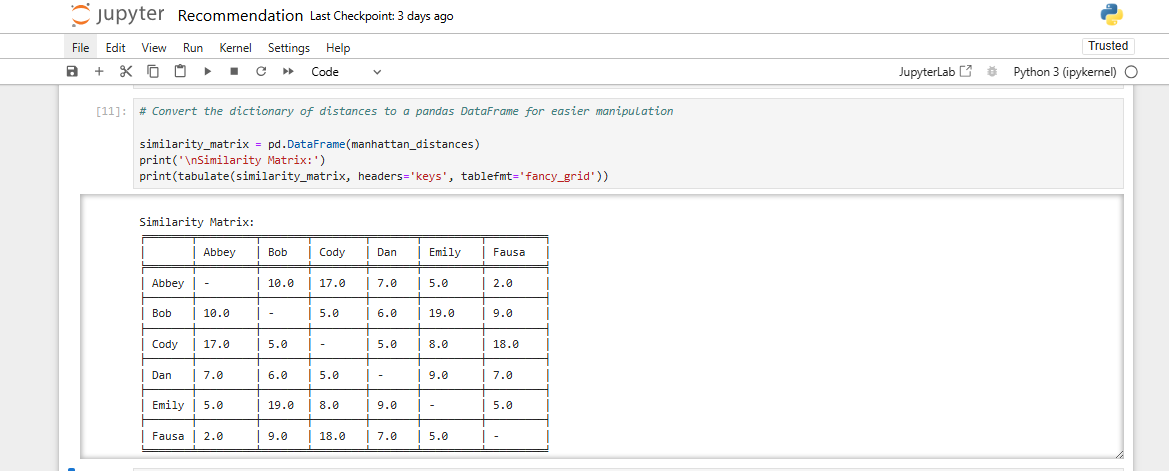 jupyter Recommendation Last Checkpoint: 3 days ago
File Edit View Run Kernel Settings Help Trusted
Code JupyterLab Python 3 (ipykernel)
[11]: # Convert the dictionary of distances to a pandas DataFrame for easier manipulation
similarity_matrix = pd.DataFrame(manhattan_distances)
print('\nSimilarity Matrix:')
print(tabulate(similarity_matrix, headers='keys', tablefmt='fancy_grid'))
Similarity Matrix:
Abbey Bob Cody Dan Emily Fausa
Abbey - 10.0 17.0 7.0 5.0 2.0
Bob 10.0 - 5.0 6.0 19.0 9.0
Cody 17.0 5.0 - 5.0 8.0 18.0
Dan 7.0 6.0 5.0 - 9.0 7.0
Emily 5.0 19.0 8.0 9.0 - 5.0
Fausa 2.0 9.0 18.0 7.0 5.0 -